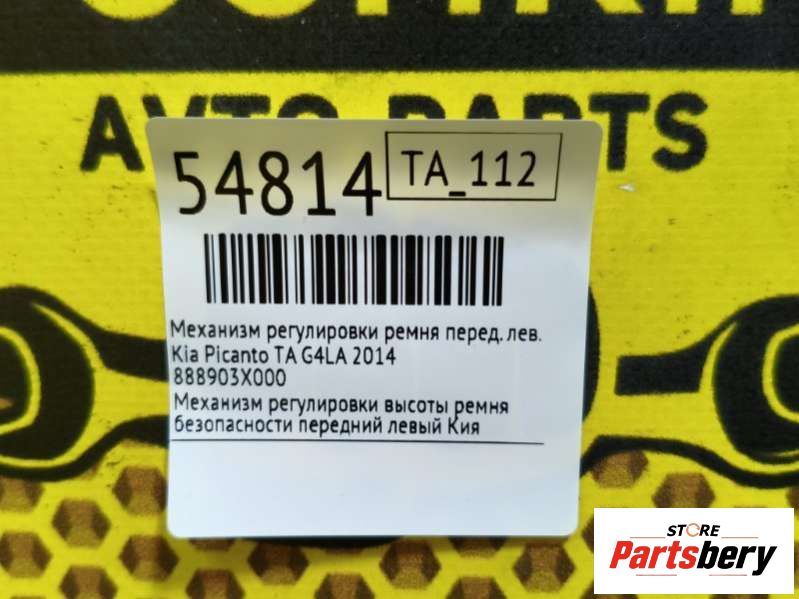 AVTO PARTS
54814 TA_112
Механизм регулировки ремня перед. лев.
Kia Picanto TA G4LA 2014
888903X000
Механизм регулировки высоты ремня
безопасности передний левый Кия
STORE
Partsbery